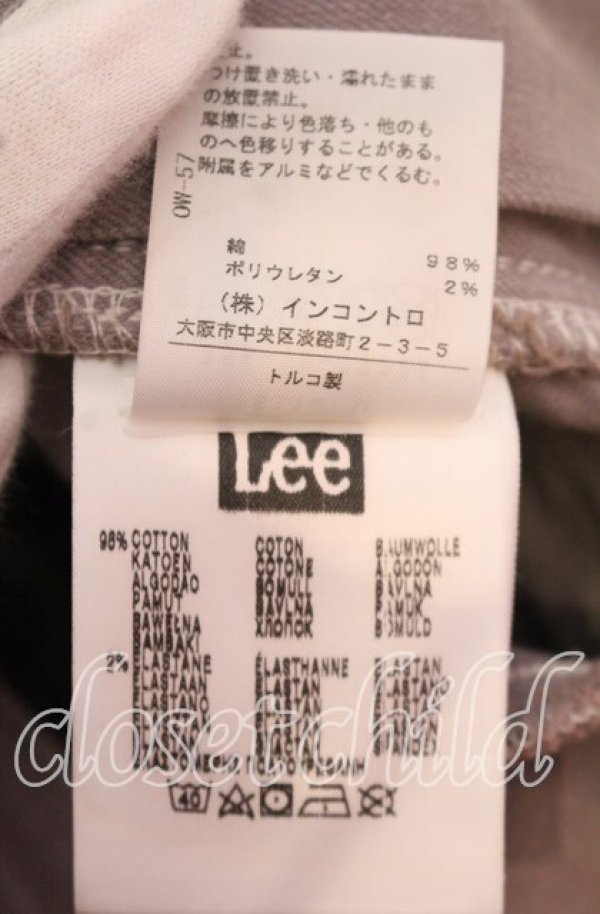 止。
つけ置き洗い・濡れたまま
の放置禁止。
摩擦により色落ち・他のも
のへ色移りすることがある。
附属をアルミなどでくるむ。
OW-57
綿 98%
ポリウレタン 2%
(株) インコントロ
大阪市中央区淡路町2-3-5
トルコ製
Lee
98% COTTON COTON BAUMWOLLE
KATOEN COTONE ALGODON
ALGODAO BOMULL BAVLNA
PAMUT BAVLNA PAMUK
BAWEŁNA ХЛОПОК BOMULD
BAMBAKI
2% ELASTANE ÉLASTHANNE ELASTAN
ELASTAAN ELASTAN
closetchild
40